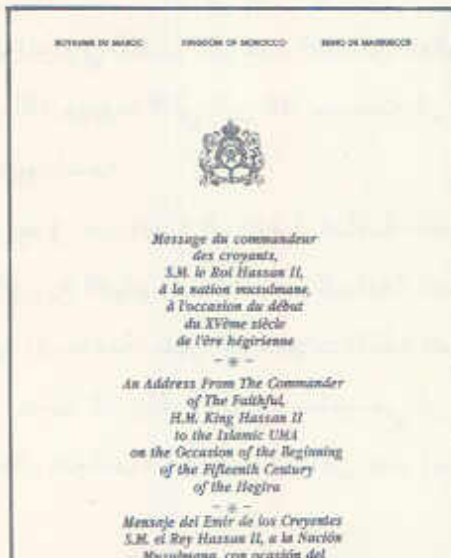 ROYAUME DU MAROC KINGDOM OF MOROCCO REINO DE MARRUECOS
Message du commandeur
des croyants,
S.M. le Roi Hassan II,
à la nation musulmane,
à l'occasion du début
du XVème siècle
de l'ère hégirienne
An Address From The Commander
of The Faithful,
H.M. King Hassan II
to the Islamic UMA
on the Occasion of the Beginning
of the Fifteenth Century
of the Hegira
Mensaje del Emir de los Creyentes
S.M. el Rey Hassan II, a la Nación
Musulmana, con ocasión del